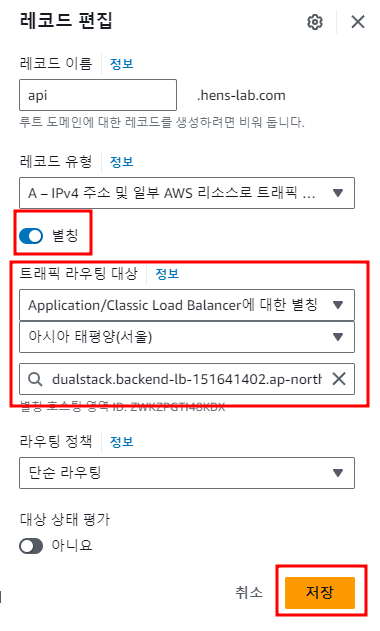 레코드 편집
레코드 이름 정보
api .hens-lab.com
루트 도메인에 대한 레코드를 생성하려면 비워 둡니다.
레코드 유형 정보
A – IPv4 주소 및 일부 AWS 리소스로 트래픽 ...
별칭
트래픽 라우팅 대상 정보
Application/Classic Load Balancer에 대한 별칭
아시아 태평양(서울)
dualstack.backend-lb-151641402.ap-north
별칭 호스팅 영역 ID: ZWKZPGTI48KDX
라우팅 정책 정보
단순 라우팅
대상 상태 평가
아니요
취소 저장